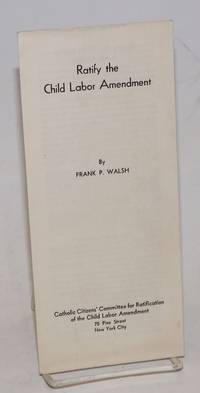 Ratify the
Child Labor Amendment
By
FRANK P. WALSH
Catholic Citizens' Committee for Ratification
of the Child Labor Amendment
70 Pine Street
New York City